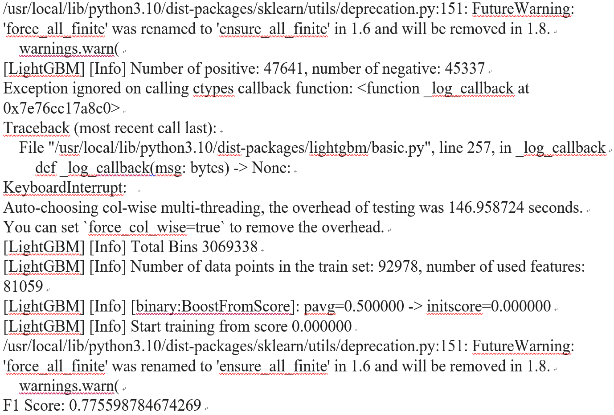 /usr/local/lib/python3.10/dist-packages/sklearn/utils/deprecation.py:151: FutureWarning:
'force_all_finite' was renamed to 'ensure_all_finite' in 1.6 and will be removed in 1.8.
warnings.warn(
[LightGBM] [Info] Number of positive: 47641, number of negative: 45337
Exception ignored on calling ctypes callback function: <function _log_callback at
0x7e76cc17a8c0>
Traceback (most recent call last):
File "/usr/local/lib/python3.10/dist-packages/lightgbm/basic.py", line 257, in _log_callback
def _log_callback(msg: bytes) -> None:
KeyboardInterrupt:
Auto-choosing col-wise multi-threading, the overhead of testing was 146.958724 seconds.
You can set `force_col_wise=true` to remove the overhead.
[LightGBM] [Info] Total Bins 3069338
[LightGBM] [Info] Number of data points in the train set: 92978, number of used features:
81059
[LightGBM] [Info] [binary:BoostFromScore]: pavg=0.500000 -> initscore=0.000000
[LightGBM] [Info] Start training from score 0.000000
/usr/local/lib/python3.10/dist-packages/sklearn/utils/deprecation.py:151: FutureWarning:
'force_all_finite' was renamed to 'ensure_all_finite' in 1.6 and will be removed in 1.8.
warnings.warn(
F1 Score: 0.775598784674269